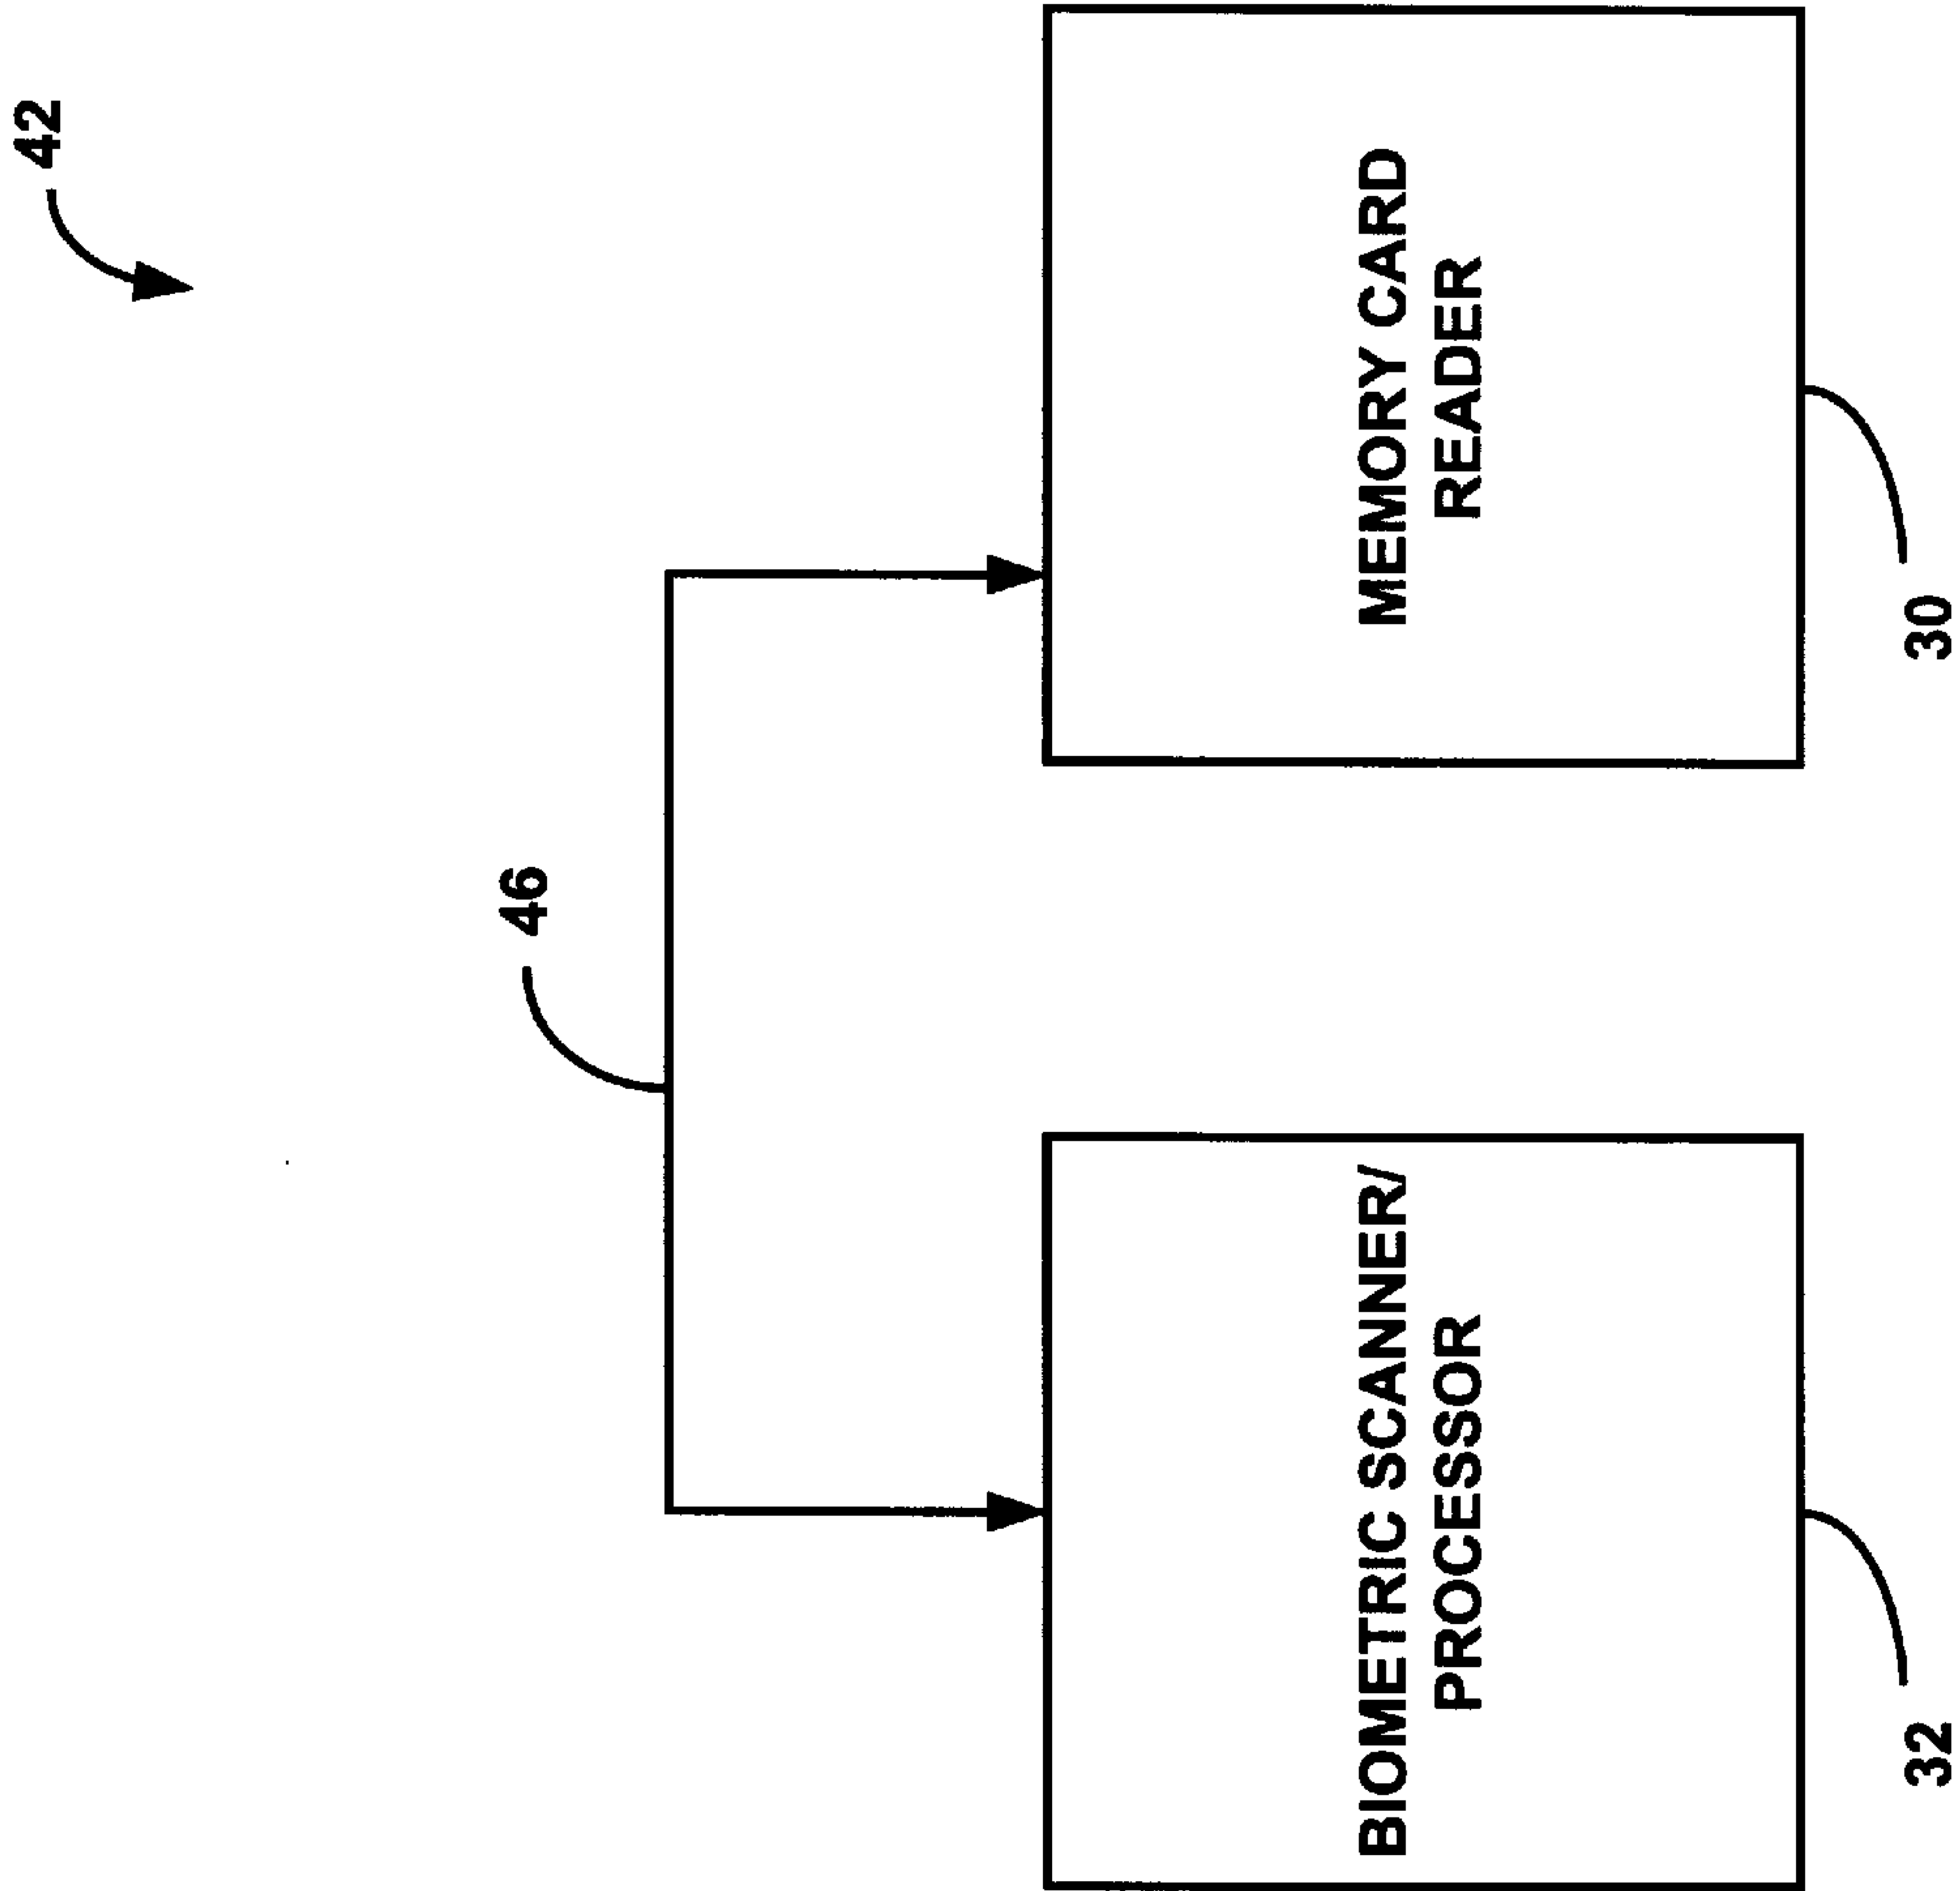 42
46
BIOMETRIC SCANNER/
PROCESSOR
MEMORY CARD
READER
32
30